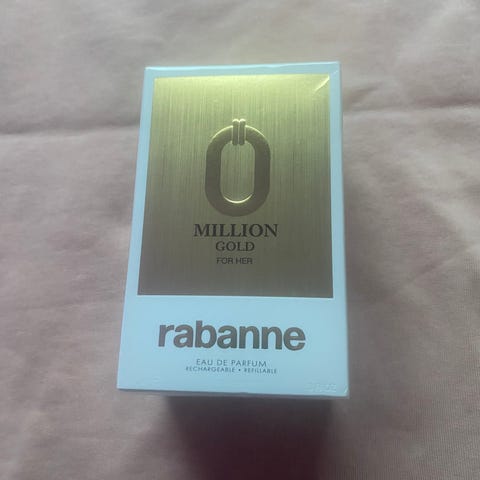 MILLION
GOLD
FOR HER
rabanne
EAU DE PARFUM
RECHARGEABLE • REFILLABLE